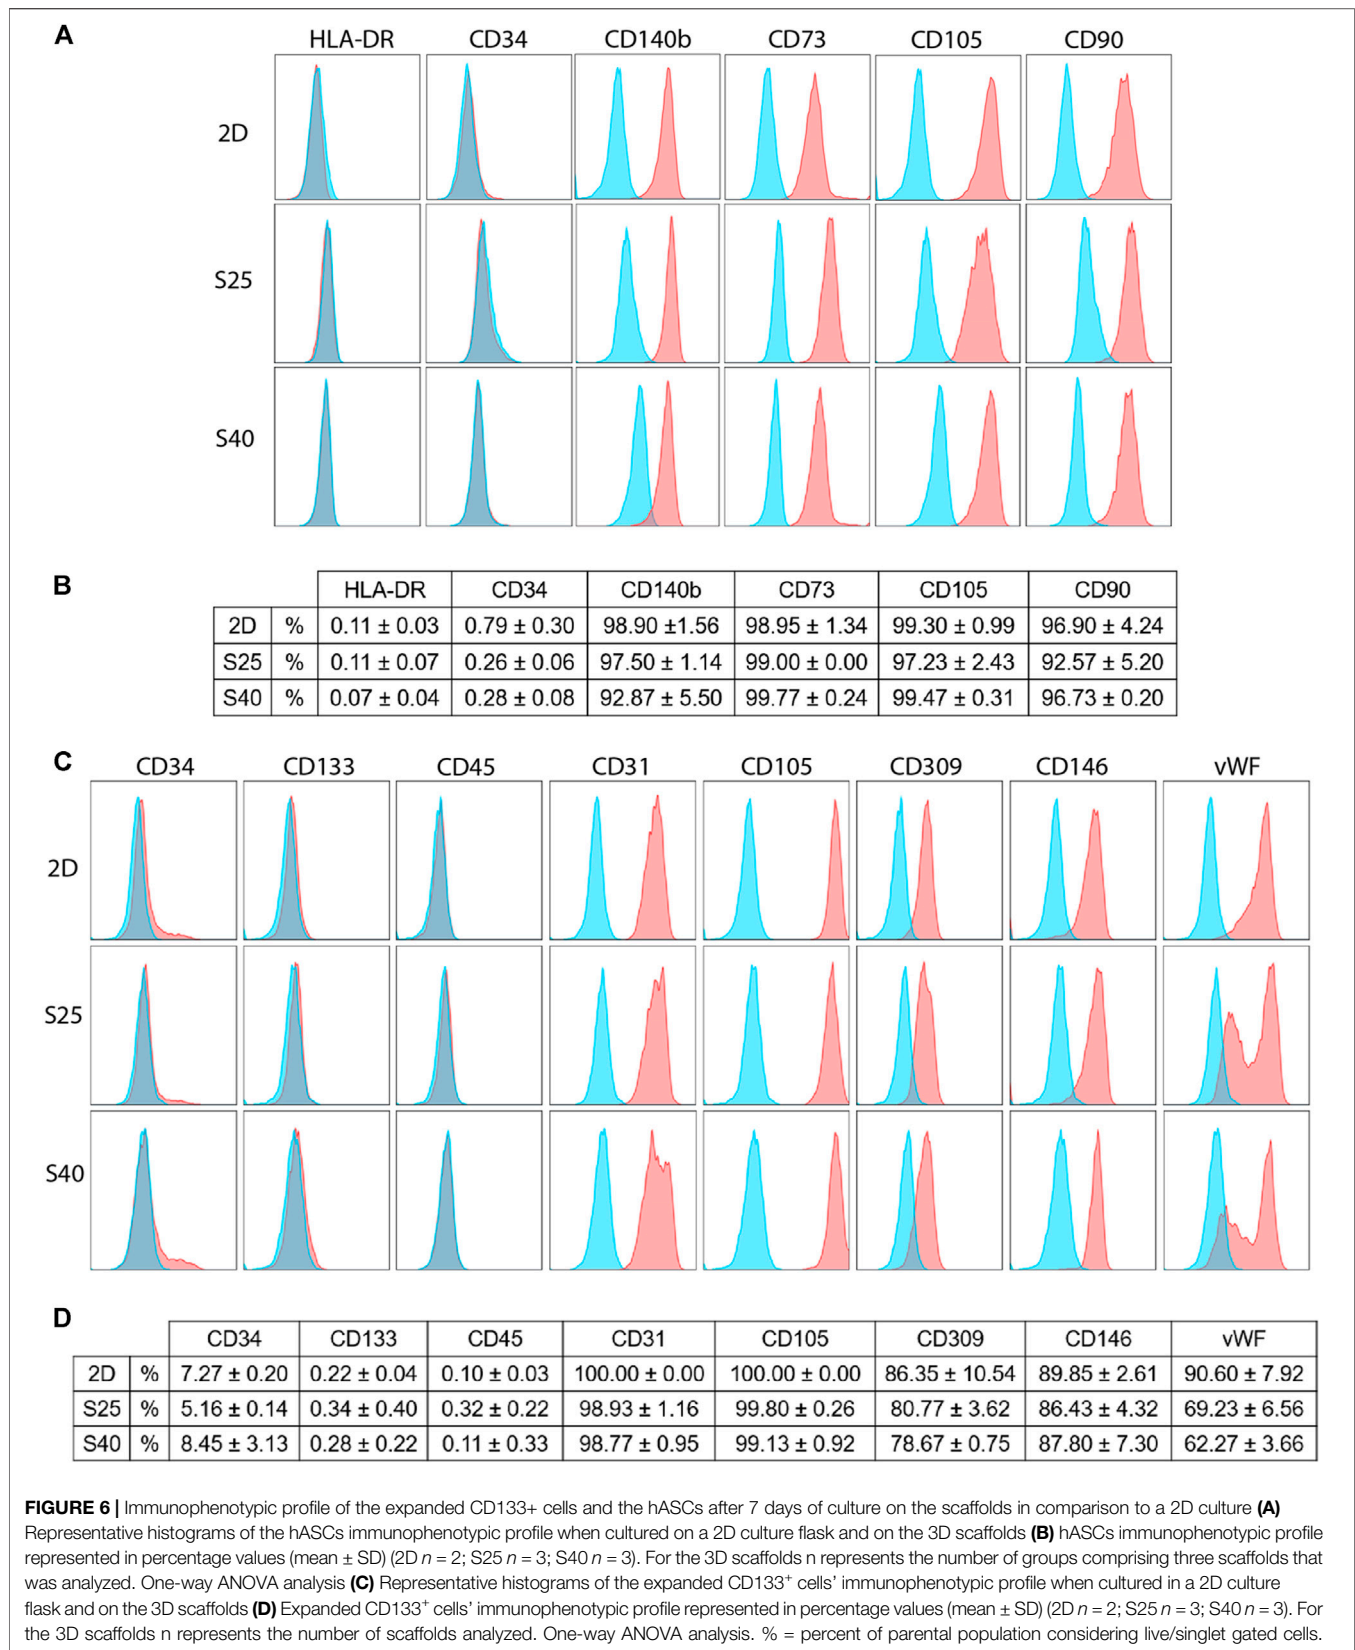 A
HLA-DR CD34 CD140b CD73 CD105 CD90
2D
S25
S40
B
HLA-DR CD34 CD140b CD73 CD105 CD90
2D % 0.11 ± 0.03 0.79 ± 0.30 98.90 ±1.56 98.95 ± 1.34 99.30 ± 0.99 96.90 ± 4.24
S25 % 0.11 ± 0.07 0.26 ± 0.06 97.50 ± 1.14 99.00 ± 0.00 97.23 ± 2.43 92.57 ± 5.20
S40 % 0.07 ± 0.04 0.28 ± 0.08 92.87 ± 5.50 99.77 ± 0.24 99.47 ± 0.31 96.73 ± 0.20
C
CD34 CD133 CD45 CD31 CD105 CD309 CD146 vWF
2D
S25
S40
D
CD34 CD133 CD45 CD31 CD105 CD309 CD146 vWF
2D % 7.27 ± 0.20 0.22 ± 0.04 0.10 ± 0.03 100.00 ± 0.00 100.00 ± 0.00 86.35 ± 10.54 89.85 ± 2.61 90.60 ± 7.92
S25 % 5.16 ± 0.14 0.34 ± 0.40 0.32 ± 0.22 98.93 ± 1.16 99.80 ± 0.26 80.77 ± 3.62 86.43 ± 4.32 69.23 ± 6.56
S40 % 8.45 ± 3.13 0.28 ± 0.22 0.11 ± 0.33 98.77 ± 0.95 99.13 ± 0.92 78.67 ± 0.75 87.80 ± 7.30 62.27 ± 3.66
FIGURE 6 | Immunophenotypic profile of the expanded CD133+ cells and the hASCs after 7 days of culture on the scaffolds in comparison to a 2D culture (A)
Representative histograms of the hASCs immunophenotypic profile when cultured on a 2D culture flask and on the 3D scaffolds (B) hASCs immunophenotypic profile
represented in percentage values (mean ± SD) (2D n = 2; S25 n = 3; S40 n = 3). For the 3D scaffolds n represents the number of groups comprising three scaffolds that
was analyzed. One-way ANOVA analysis (C) Representative histograms of the expanded CD133⁺ cells’ immunophenotypic profile when cultured in a 2D culture
flask and on the 3D scaffolds (D) Expanded CD133⁺ cells’ immunophenotypic profile represented in percentage values (mean ± SD) (2D n = 2; S25 n = 3; S40 n = 3). For
the 3D scaffolds n represents the number of scaffolds analyzed. One-way ANOVA analysis. % = percent of parental population considering live/singlet gated cells.